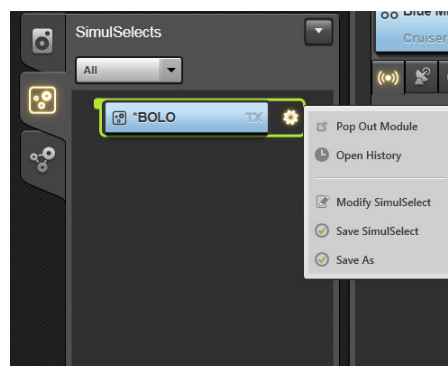 SimulSelects
All
*BOLO TX
Cruiser
Pop Out Module
Open History
Modify SimulSelect
Save SimulSelect
Save As